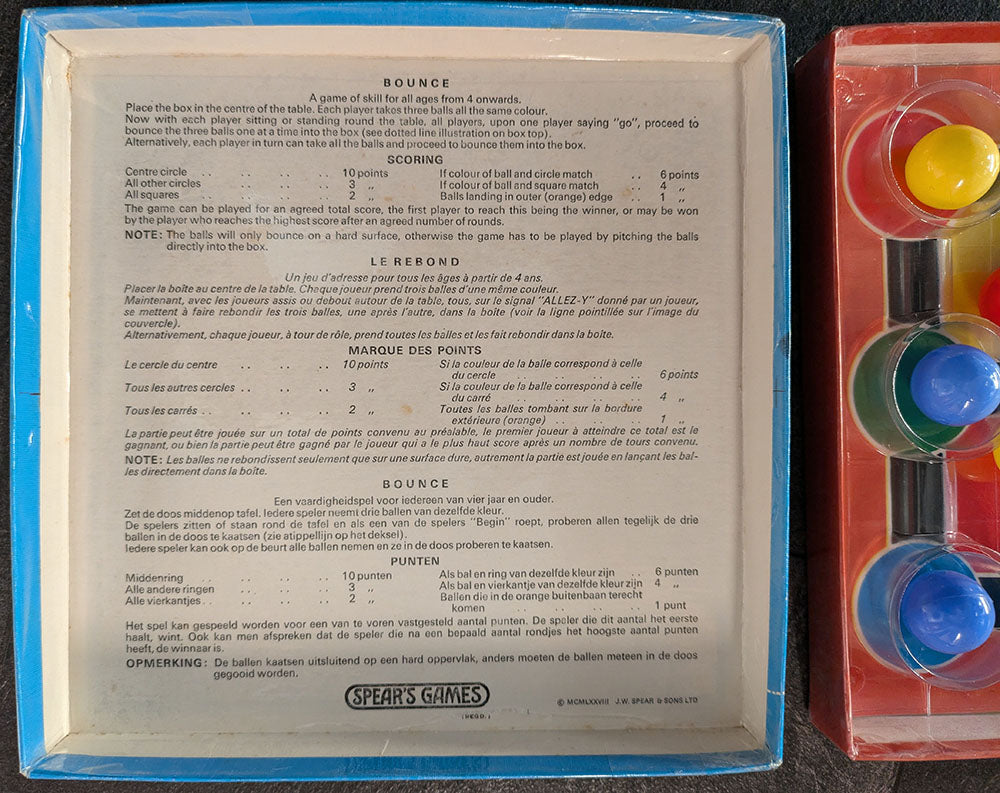 BOUNCE
A game of skill for all ages from 4 onwards.
Place the box in the centre of the table. Each player takes three balls all the same colour.
Now with each player sitting or standing round the table, all players, upon one player saying "go", proceed to
bounce the three balls one at a time into the box (see dotted line illustration on box top).
Alternatively, each player in turn can take all the balls and proceed to bounce them into the box.
SCORING
Centre circle .. .. .. .. 10 points If colour of ball and circle match .. 6 points
All other circles .. .. .. 3 „ If colour of ball and square match .. 4 „
All squares .. .. .. .. 2 „ Balls landing in outer (orange) edge .. 1 „
The game can be played for an agreed total score, the first player to reach this being the winner, or may be won
by the player who reaches the highest score after an agreed number of rounds.
NOTE: The balls will only bounce on a hard surface, otherwise the game has to be played by pitching the balls
directly into the box.
LE REBOND
Un jeu d'adresse pour tous les âges à partir de 4 ans.
Placer la boîte au centre de la table. Chaque joueur prend trois balles d'une même couleur.
Maintenant, avec les joueurs assis ou debout autour de la table, tous, sur le signal "ALLEZ-Y" donné par un joueur,
se mettent à faire rebondir les trois balles, une après l'autre, dans la boîte (voir la ligne pointillée sur l'image du
couvercle).
Alternativement, chaque joueur, à tour de rôle, prend toutes les balles et les fait rebondir dans la boîte.
MARQUE DES POINTS
Le cercle du centre .. .. .. 10 points Si la couleur de la balle correspond à celle
du cercle .. .. .. .. 6 points
Tous les autres cercles .. .. .. 3 „ Si la couleur de la balle correspond à celle
du carré .. .. .. .. 4 „
Tous les carrés .. .. .. .. 2 „ Toutes les balles tombant sur la bordure
extérieure (orange) .. .. .. 1 „
La partie peut être jouée sur un total de points convenu au préalable, le premier joueur à atteindre ce total est le
gagnant, ou bien la partie peut être gagné par le joueur qui a le plus haut score après un nombre de tours convenu.
NOTE: Les balles ne rebondissent seulement que sur une surface dure, autrement la partie est jouée en lançant les bal-
les directement dans la boîte.
BOUNCE
Een vaardigheidspel voor iedereen van vier jaar en ouder.
Zet de doos middenop tafel. Iedere speler neemt drie ballen van dezelfde kleur.
De spelers zitten of staan rond de tafel en als een van de spelers "Begin" roept, proberen allen tegelijk de drie
ballen in de doos te kaatsen (zie atippellijn op het deksel).
Iedere speler kan ook op de beurt alle ballen nemen en ze in de doos proberen te kaatsen.
PUNTEN
Middenring .. .. .. .. 10 punten Als bal en ring van dezelfde kleur zijn .. 6 punten
Alle andere ringen .. .. .. 3 „ Als bal en vierkantje van dezelfde kleur zijn 4 „
Alle vierkantjes .. .. .. .. 2 „ Ballen die in de orange buitenbaan terecht
komen .. .. .. .. 1 punt
Het spel kan gespeeld worden voor een van te voren vastgesteld aantal punten. De speler die dit aantal het eerste
haalt, wint. Ook kan men afspreken dat de speler die na een bepaald aantal rondjes het hoogste aantal punten
heeft, de winnaar is.
OPMERKING: De ballen kaatsen uitsluitend op een hard oppervlak, anders moeten de ballen meteen in de doos
gegooid worden.
SPEAR'S GAMES
(REGD.)
© MCMLXXVIII J.W. SPEAR & SONS LTD